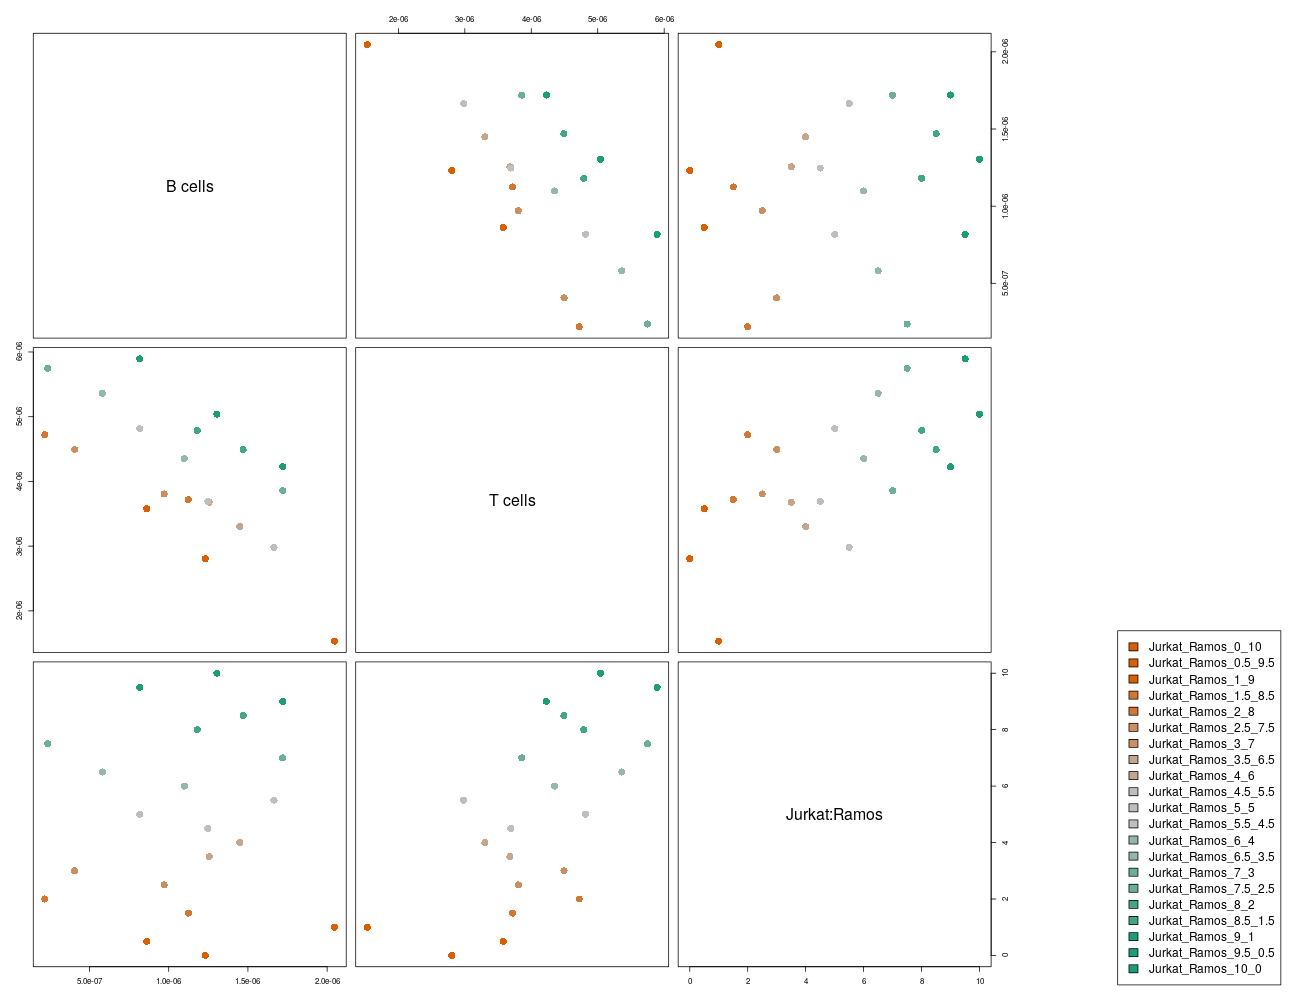 2e-06 3e-06 4e-06 5e-06 6e-06
B cells
5.0e-07 1.0e-06 1.5e-06 2.0e-06
2e-06 3e-06 4e-06 5e-06 6e-06
T cells
Jurkat:Ramos
0 2 4 6 8 10
5.0e-07 1.0e-06 1.5e-06 2.0e-06
0 2 4 6 8 10
Jurkat_Ramos_0_10
Jurkat_Ramos_0.5_9.5
Jurkat_Ramos_1_9
Jurkat_Ramos_1.5_8.5
Jurkat_Ramos_2_8
Jurkat_Ramos_2.5_7.5
Jurkat_Ramos_3_7
Jurkat_Ramos_3.5_6.5
Jurkat_Ramos_4_6
Jurkat_Ramos_4.5_5.5
Jurkat_Ramos_5_5
Jurkat_Ramos_5.5_4.5
Jurkat_Ramos_6_4
Jurkat_Ramos_6.5_3.5
Jurkat_Ramos_7_3
Jurkat_Ramos_7.5_2.5
Jurkat_Ramos_8_2
Jurkat_Ramos_8.5_1.5
Jurkat_Ramos_9_1
Jurkat_Ramos_9.5_0.5
Jurkat_Ramos_10_0